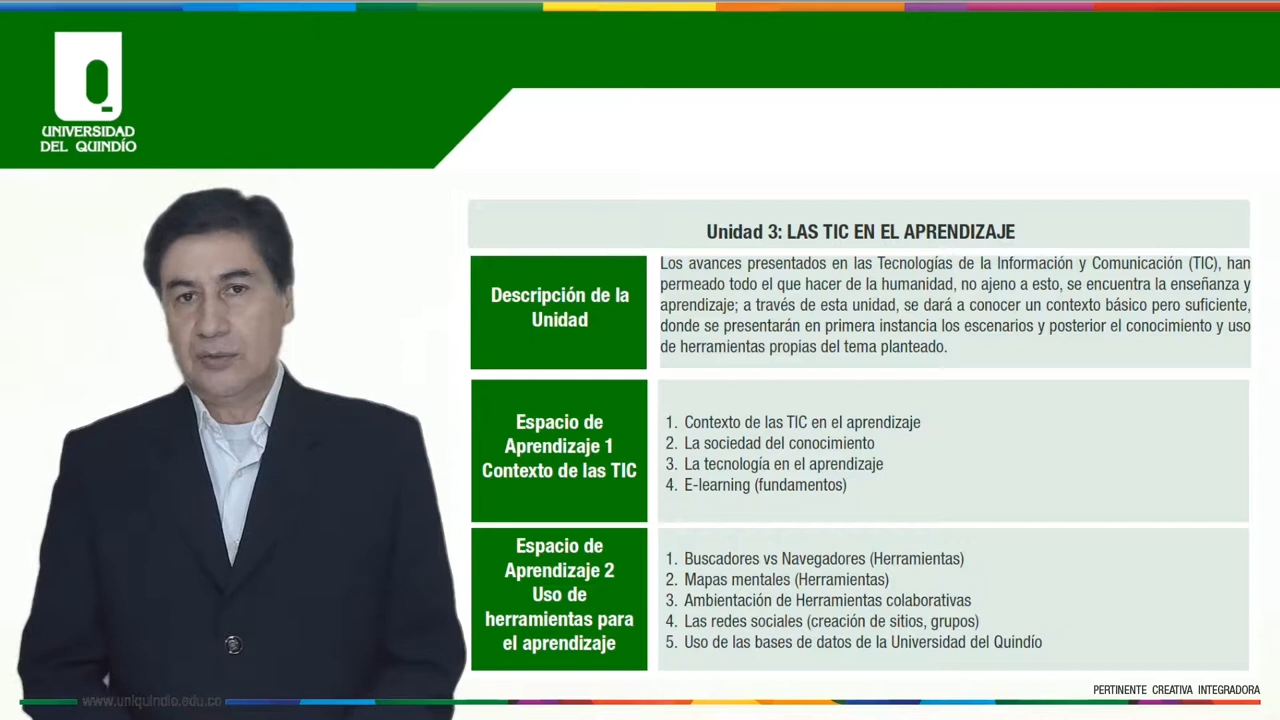 UNIVERSIDAD
DEL QUINDÍO
Unidad 3: LAS TIC EN EL APRENDIZAJE
Descripción de la
Unidad
Los avances presentados en las Tecnologías de la Información y Comunicación (TIC), han
permeado todo el que hacer de la humanidad, no ajeno a esto, se encuentra la enseñanza y
aprendizaje; a través de esta unidad, se dará a conocer un contexto básico pero suficiente,
donde se presentarán en primera instancia los escenarios y posterior el conocimiento y uso
de herramientas propias del tema planteado.
Espacio de
Aprendizaje 1
Contexto de las TIC
1. Contexto de las TIC en el aprendizaje
2. La sociedad del conocimiento
3. La tecnología en el aprendizaje
4. E-learning (fundamentos)
Espacio de
Aprendizaje 2
Uso de
herramientas para
el aprendizaje
1. Buscadores vs Navegadores (Herramientas)
2. Mapas mentales (Herramientas)
3. Ambientación de Herramientas colaborativas
4. Las redes sociales (creación de sitios, grupos)
5. Uso de las bases de datos de la Universidad del Quindío
PERTINENTE CREATIVA INTEGRADORA
www.uniquindio.edu.co